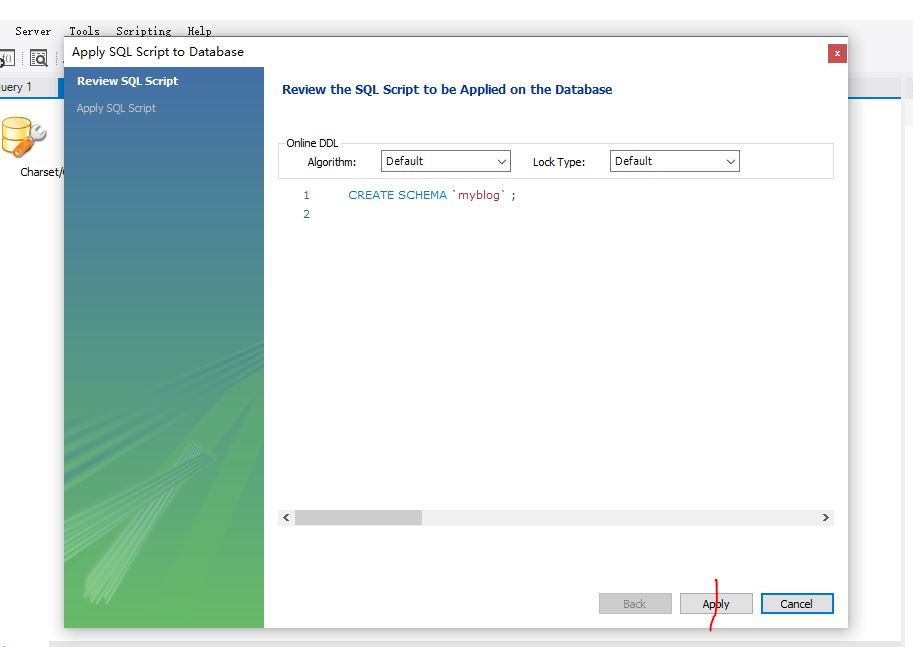 Server Tools Scripting Help
Apply SQL Script to Database
x
uery 1
Review SQL Script
Apply SQL Script
Charset/
Review the SQL Script to be Applied on the Database
Online DDL
Algorithm: Default Lock Type: Default
1 CREATE SCHEMA `myblog` ;
2
Back Apply Cancel